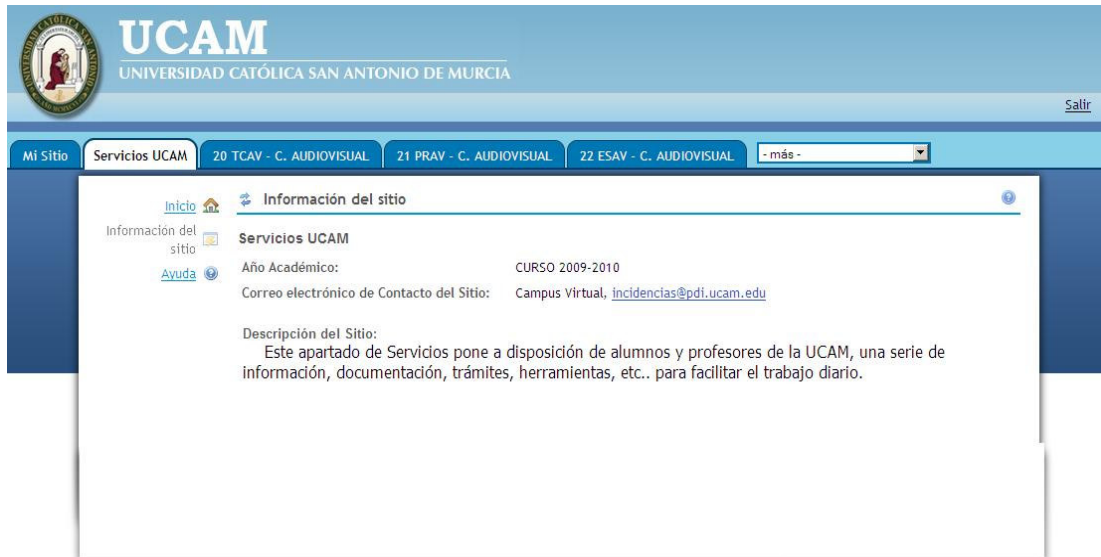 UCAM
UNIVERSIDAD CATÓLICA SAN ANTONIO DE MURCIA
Salir
Mi Sitio
Servicios UCAM
20 TCAV - C. AUDIOVISUAL
21 PRAV - C. AUDIOVISUAL
22 ESAV - C. AUDIOVISUAL
- más -
Inicio
Información del
sitio
Ayuda
Información del sitio
Servicios UCAM
Año Académico: CURSO 2009-2010
Correo electrónico de Contacto del Sitio: Campus Virtual, incidencias@pdi.ucam.edu
Descripción del Sitio:
Este apartado de Servicios pone a disposición de alumnos y profesores de la UCAM, una serie de
información, documentación, trámites, herramientas, etc.. para facilitar el trabajo diario.